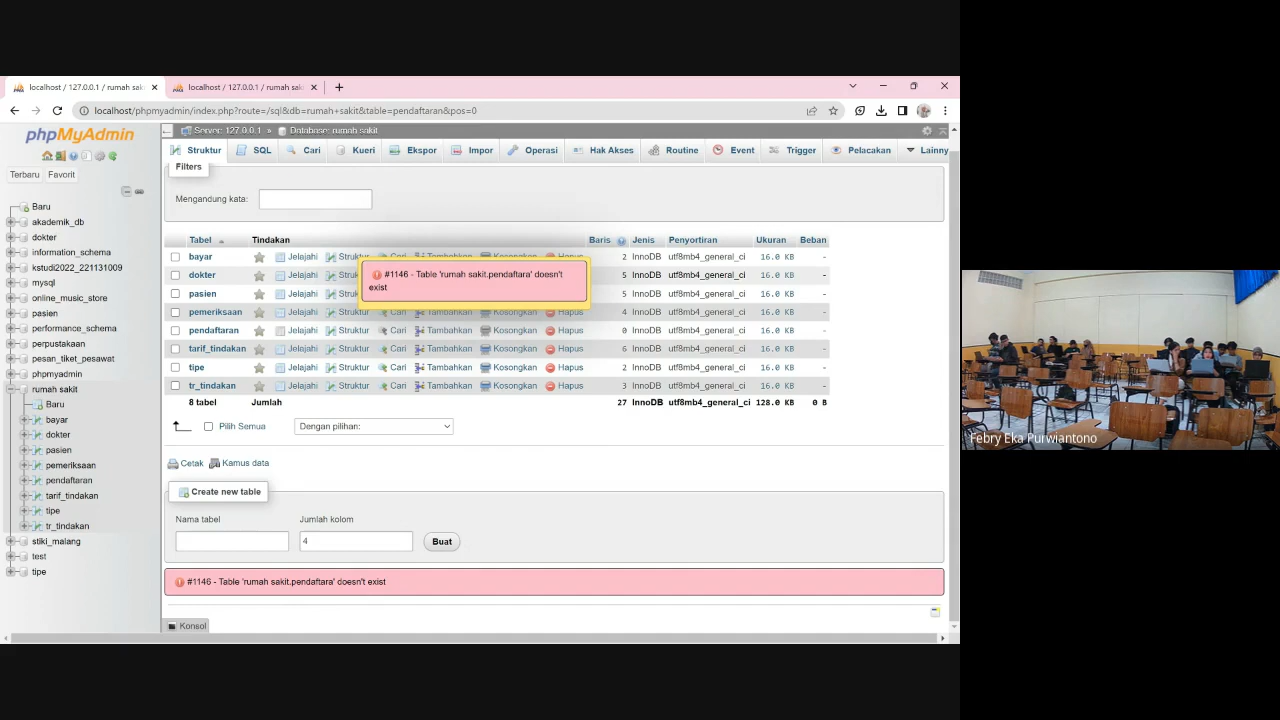 localhost / 127.0.0.1 / rumah sak
localhost / 127.0.0.1 / rumah sak
localhost/phpmyadmin/index.php?route=/sql&db=rumah+sakit&table=pendaftaran&pos=0
phpMyAdmin
Terbaru Favorit
Baru
akademik_db
dokter
information_schema
kstudi2022_221131009
mysql
online_music_store
pasien
performance_schema
perpustakaan
pesan_tiket_pesawat
phpmyadmin
rumah sakit
Baru
bayar
dokter
pasien
pemeriksaan
pendaftaran
tarif_tindakan
tipe
tr_tindakan
stiki_malang
test
tipe
Server: 127.0.0.1 » Database: rumah sakit
Struktur SQL Cari Kueri Ekspor Impor Operasi Hak Akses Routine Event Trigger Pelacakan Lainny
Filters
Mengandung kata:
Tabel Tindakan Baris Jenis Penyortiran Ukuran Beban
bayar Jelajahi Struktur Cari Tambahkan Kosongkan Hapus 2 InnoDB utf8mb4_general_ci 16.0 KB -
dokter Jelajahi Struk 5 InnoDB utf8mb4_general_ci 16.0 KB -
pasien Jelajahi Struk 5 InnoDB utf8mb4_general_ci 16.0 KB -
pemeriksaan Jelajahi Struktur Cari Tambahkan Kosongkan Hapus 4 InnoDB utf8mb4_general_ci 16.0 KB -
pendaftaran Jelajahi Struktur Cari Tambahkan Kosongkan Hapus 0 InnoDB utf8mb4_general_ci 16.0 KB -
tarif_tindakan Jelajahi Struktur Cari Tambahkan Kosongkan Hapus 6 InnoDB utf8mb4_general_ci 16.0 KB -
tipe Jelajahi Struktur Cari Tambahkan Kosongkan Hapus 2 InnoDB utf8mb4_general_ci 16.0 KB -
tr_tindakan Jelajahi Struktur Cari Tambahkan Kosongkan Hapus 3 InnoDB utf8mb4_general_ci 16.0 KB -
8 tabel Jumlah 27 InnoDB utf8mb4_general_ci 128.0 KB 0 B
#1146 - Table 'rumah sakit.pendaftara' doesn't
exist
Pilih Semua Dengan pilihan:
Cetak Kamus data
Create new table
Nama tabel Jumlah kolom
4 Buat
#1146 - Table 'rumah sakit.pendaftara' doesn't exist
Konsol
Febry Eka Purwiantono